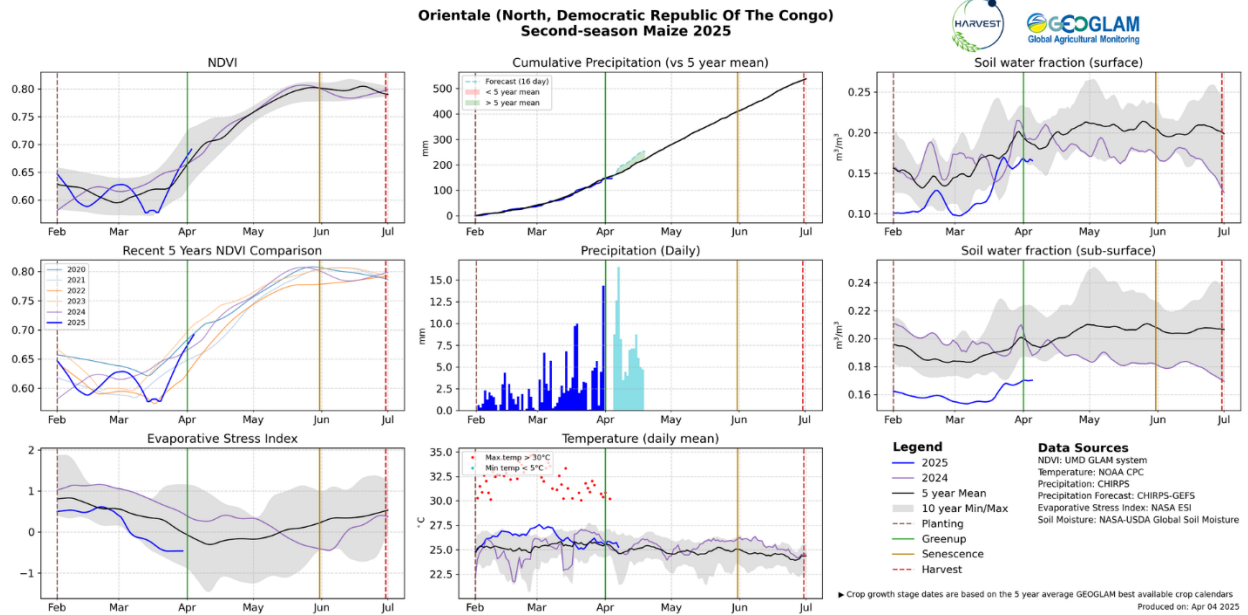 Orientale (North, Democratic Republic Of The Congo)
Second-season Maize 2025
HARVEST
GEOGLAM
Global Agricultural Monitoring
NDVI
0.80
0.75
0.70
0.65
0.60
Feb Mar Apr May Jun Jul
Cumulative Precipitation (vs 5 year mean)
Forecast (16 day)
< 5 year mean
> 5 year mean
mm
500
400
300
200
100
0
Feb Mar Apr May Jun Jul
Soil water fraction (surface)
m³/m³
0.25
0.20
0.15
0.10
Feb Mar Apr May Jun Jul
Recent 5 Years NDVI Comparison
2020
2021
2022
2023
2024
2025
0.80
0.75
0.70
0.65
0.60
Feb Mar Apr May Jun Jul
Precipitation (Daily)
mm
15.0
12.5
10.0
7.5
5.0
2.5
0.0
Feb Mar Apr May Jun Jul
Soil water fraction (sub-surface)
m³/m³
0.24
0.22
0.20
0.18
0.16
Feb Mar Apr May Jun Jul
Evaporative Stress Index
2
1
0
−1
Feb Mar Apr May Jun Jul
Temperature (daily mean)
Max temp > 30°C
Min temp < 5°C
°C
35.0
32.5
30.0
27.5
25.0
22.5
Feb Mar Apr May Jun Jul
Legend
2025
2024
5 year Mean
10 year Min/Max
Planting
Greenup
Senescence
Harvest
Data Sources
NDVI: UMD GLAM system
Temperature: NOAA CPC
Precipitation: CHIRPS
Precipitation Forecast: CHIRPS-GEFS
Evaporative Stress Index: NASA ESI
Soil Moisture: NASA-USDA Global Soil Moisture
▶ Crop growth stage dates are based on the 5 year average GEOGLAM best available crop calendars
Produced on: Apr 04 2025